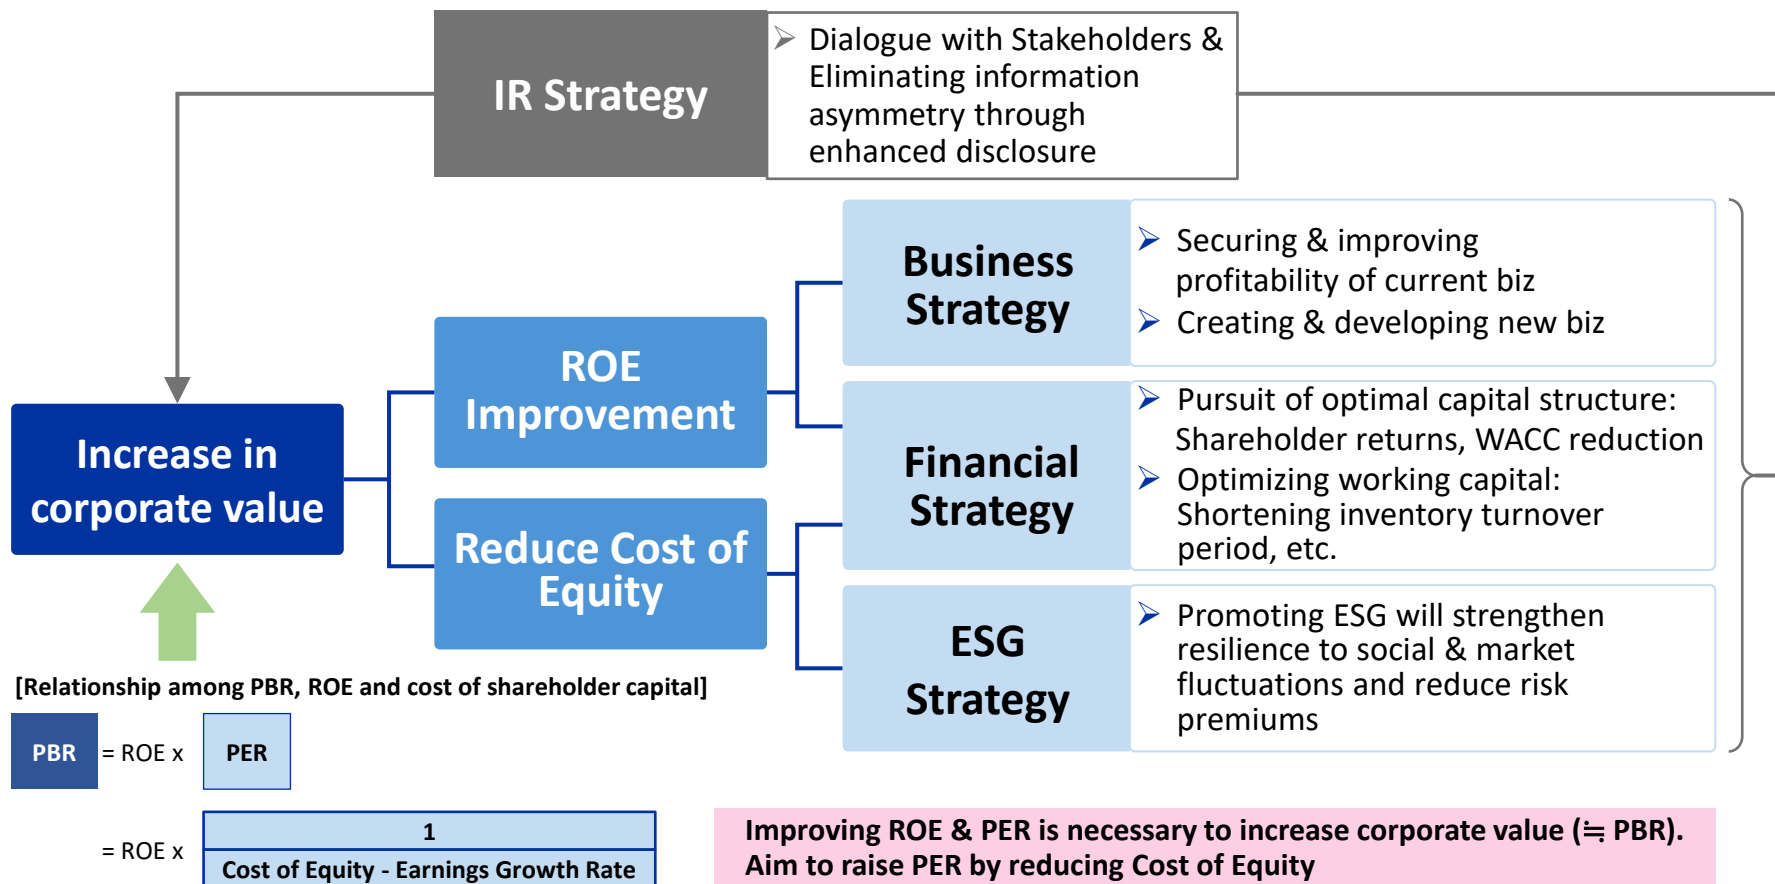 IR Strategy
➢ Dialogue with Stakeholders &
Eliminating information
asymmetry through
enhanced disclosure
Business
Strategy
➢ Securing & improving
profitability of current biz
➢ Creating & developing new biz
ROE
Improvement
Increase in
corporate value
Financial
Strategy
➢ Pursuit of optimal capital structure:
Shareholder returns, WACC reduction
➢ Optimizing working capital:
Shortening inventory turnover
period, etc.
Reduce Cost of
Equity
ESG
Strategy
➢ Promoting ESG will strengthen
resilience to social & market
fluctuations and reduce risk
premiums
[Relationship among PBR, ROE and cost of shareholder capital]
PBR = ROE x PER
= ROE x
1
Cost of Equity - Earnings Growth Rate
Improving ROE & PER is necessary to increase corporate value (≒ PBR).
Aim to raise PER by reducing Cost of Equity